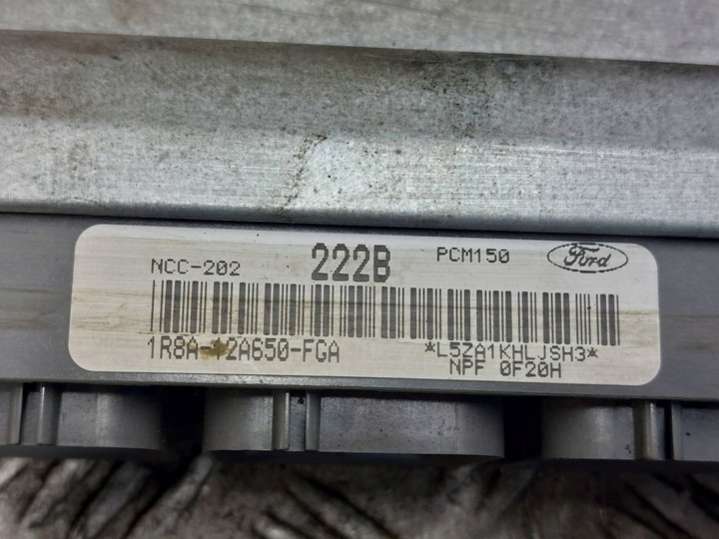 NCC-202 222B PCM150 Ford
1R8A-12A650-FGA *L5ZA1KHLJSH3*
NPF 0F20H